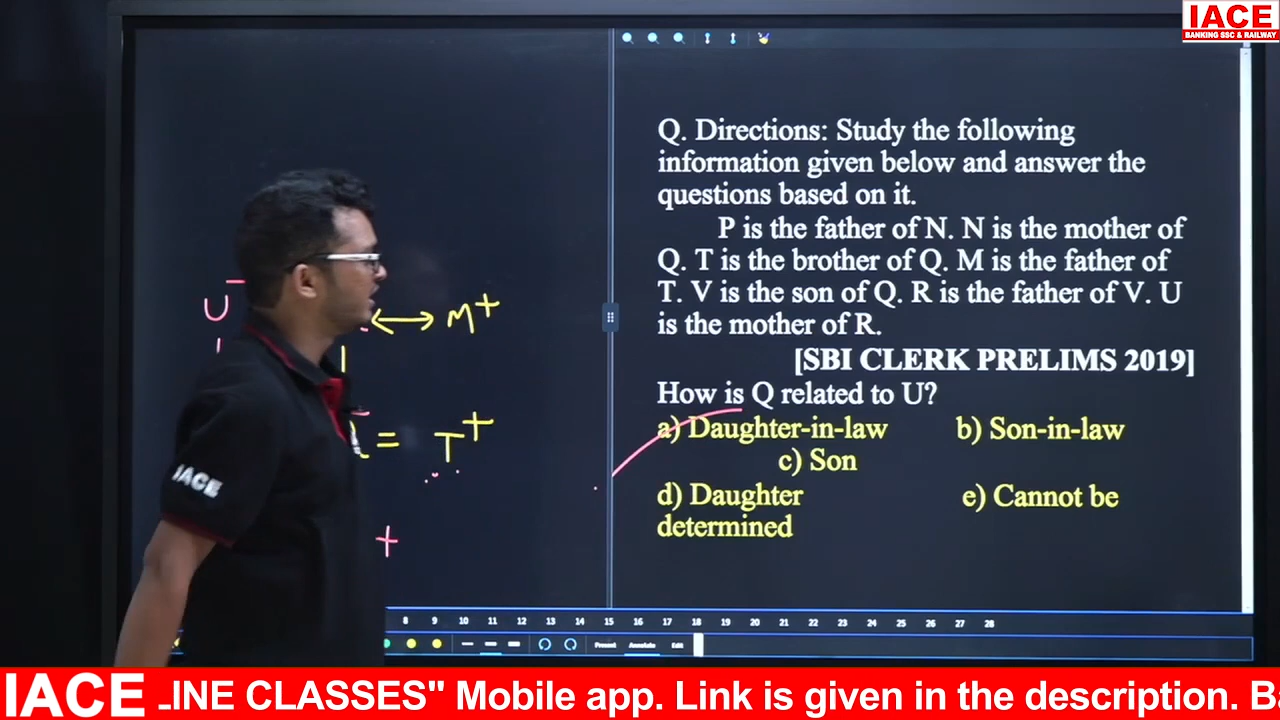 IACE
BANKING SSC & RAILWAY
Q. Directions: Study the following
information given below and answer the
questions based on it.
P is the father of N. N is the mother of
Q. T is the brother of Q. M is the father of
T. V is the son of Q. R is the father of V. U
is the mother of R.
[SBI CLERK PRELIMS 2019]
How is Q related to U?
a) Daughter-in-law b) Son-in-law
c) Son
d) Daughter e) Cannot be
determined
U -
M +
= T +
+
IACE
8 9 10 11 12 13 14 15 16 17 18 19 20 21 22 23 24 25 26 27 28
Present Annotate Edit
IACE LINE CLASSES" Mobile app. Link is given in the description. B